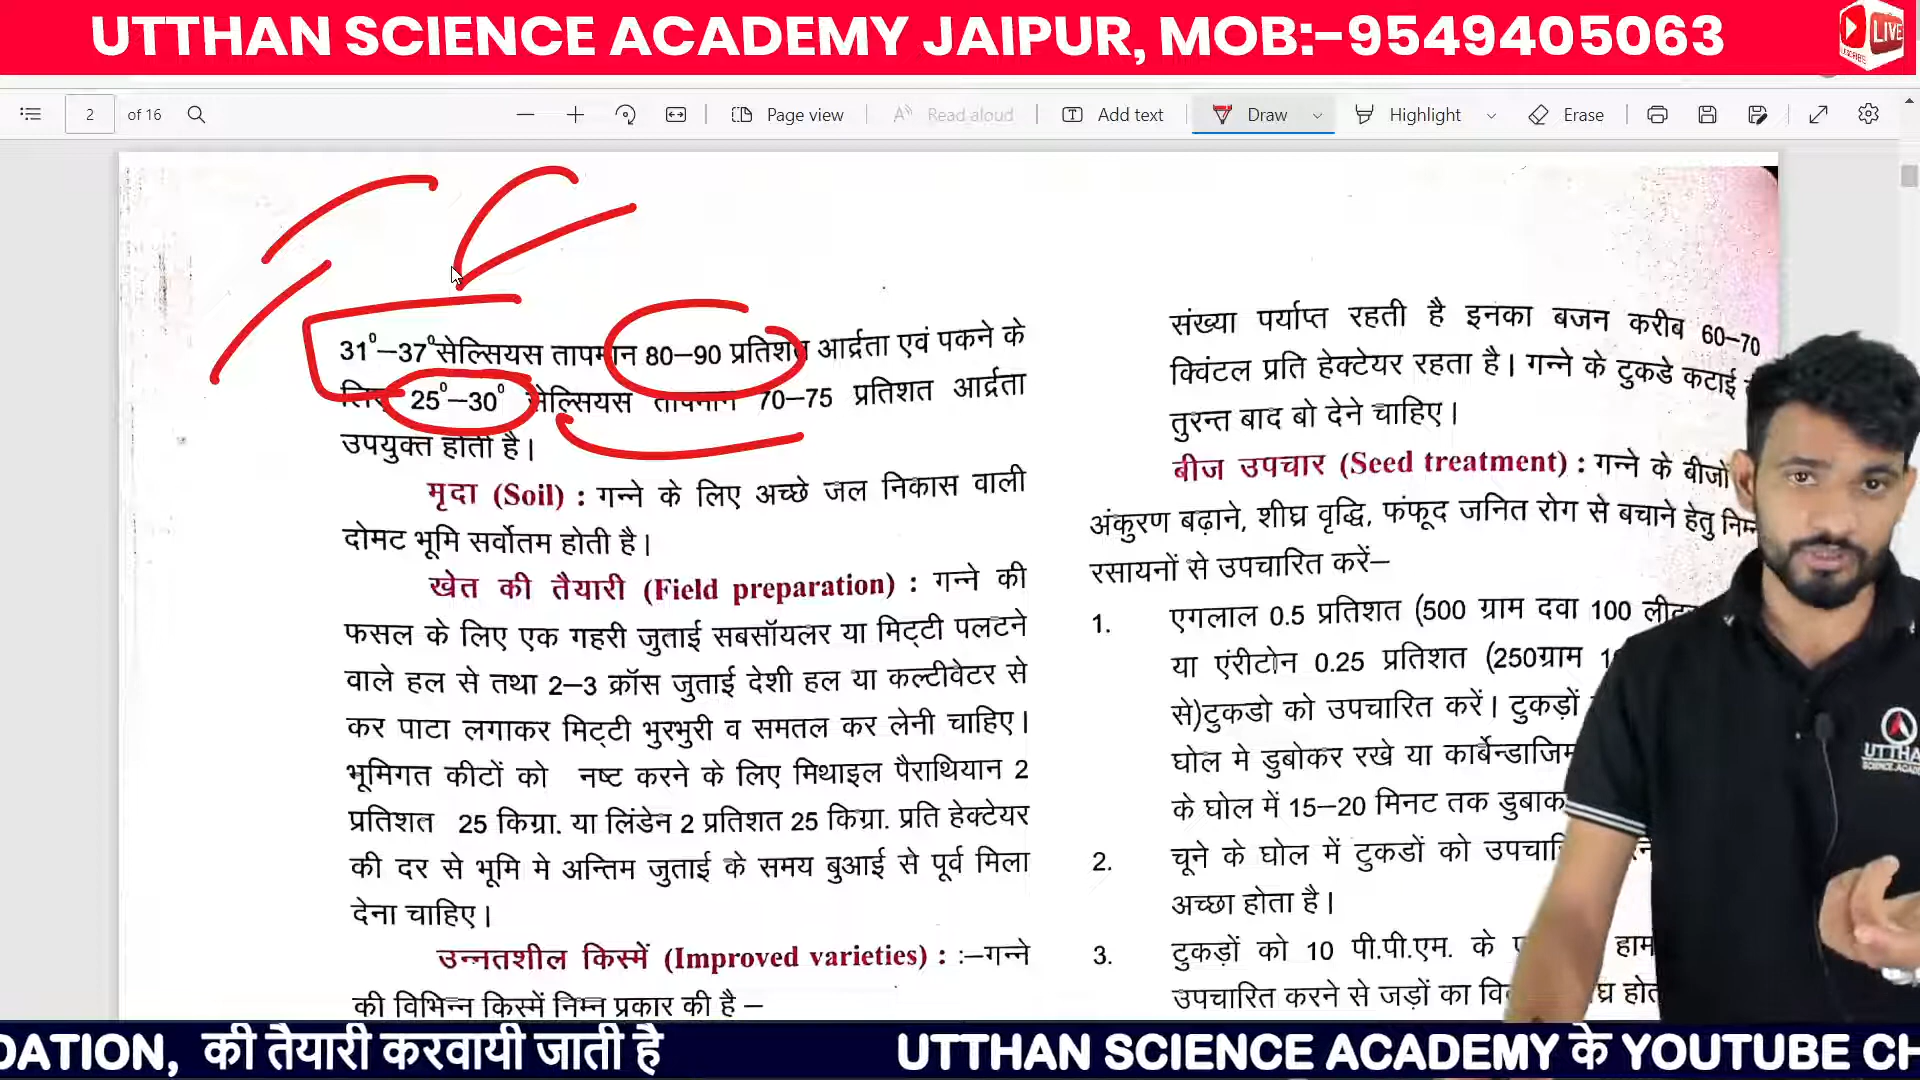 UTTHAN SCIENCE ACADEMY JAIPUR, MOB:-9549405063
LIVE
2 of 16 Page view Read aloud Add text Draw Highlight Erase
31⁰–37⁰सेल्सियस तापमान 80–90 प्रतिशत आर्द्रता एवं पकने के
लिए 25⁰–30⁰ सेल्सियस तापमान 70–75 प्रतिशत आर्द्रता
उपयुक्त होती है।
मृदा (Soil) : गन्ने के लिए अच्छे जल निकास वाली
दोमट भूमि सर्वोतम होती है।
खेत की तैयारी (Field preparation) : गन्ने की
फसल के लिए एक गहरी जुताई सबसॉयलर या मिट्टी पलटने
वाले हल से तथा 2–3 क्रॉस जुताई देशी हल या कल्टीवेटर से
कर पाटा लगाकर मिट्टी भुरभुरी व समतल कर लेनी चाहिए।
भूमिगत कीटों को नष्ट करने के लिए मिथाइल पैराथियान 2
प्रतिशत 25 किग्रा. या लिंडेन 2 प्रतिशत 25 किग्रा. प्रति हेक्टेयर
की दर से भूमि मे अन्तिम जुताई के समय बुआई से पूर्व मिला
देना चाहिए।
उन्नतशील किस्में (Improved varieties) : :–गन्ने
की विभिन्न किस्में निम्न प्रकार की है –
संख्या पर्याप्त रहती है इनका बजन करीब 60–70
क्विंटल प्रति हेक्टेयर रहता है। गन्ने के टुकडे कटाई
तुरन्त बाद बो देने चाहिए।
बीज उपचार (Seed treatment) : गन्ने के बीजों
अंकुरण बढ़ाने, शीघ्र वृद्धि, फंफूद जनित रोग से बचाने हेतु निम्न
रसायनों से उपचारित करें–
1. एगलाल 0.5 प्रतिशत (500 ग्राम दवा 100
या एंरीटोन 0.25 प्रतिशत (250ग्राम
से)टुकडो को उपचारित करें। टुकड़ों
घोल मे डुबोकर रखे या कार्बेन्डाजिम
के घोल में 15–20 मिनट तक
2. चूने के घोल में टुकडों को
अच्छा होता है।
3. टुकड़ों को 10 पी.पी.एम. के
उपचारित करने से जड़ों का
UTTHA
SCIENCE ACAD
DATION, की तैयारी करवायी जाती है UTTHAN SCIENCE ACADEMY के YOUTUBE CH